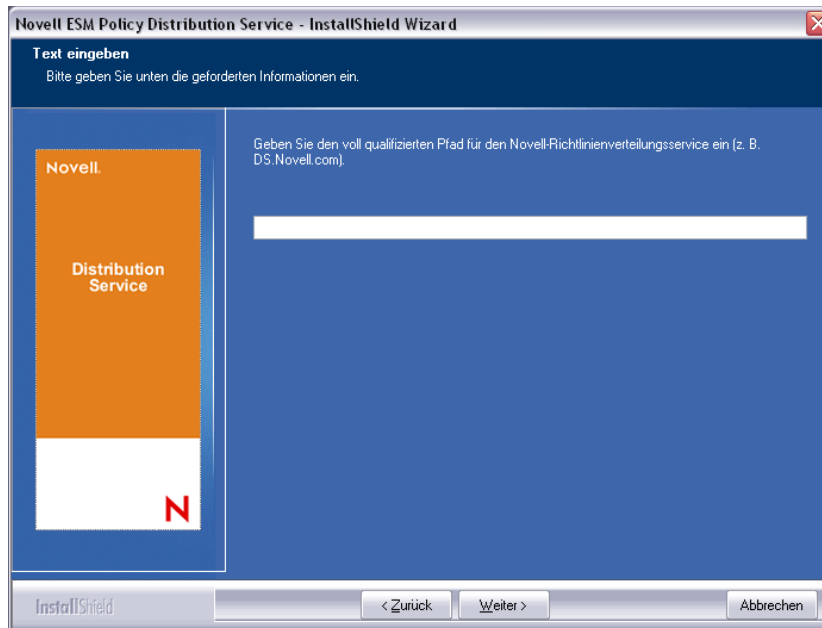 Novell ESM Policy Distribution Service - InstallShield Wizard
Text eingeben
Bitte geben Sie unten die geforderten Informationen ein.
Geben Sie den voll qualifizierten Pfad für den Novell-Richtlinienverteilungsservice ein (z. B.
DS.Novell.com).
Novell.
Distribution
Service
N
InstallShield
< Zurück
Weiter >
Abbrechen